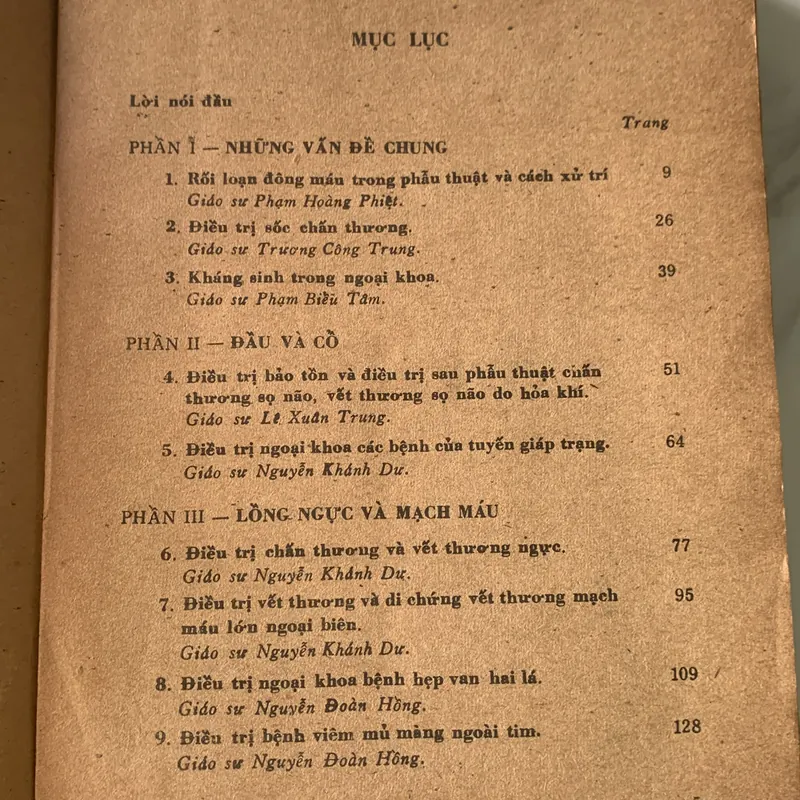 MỤC LỤC
Lời nói đầu
Trang
PHẦN I — NHỮNG VẤN ĐỀ CHUNG
1. Rối loạn đông máu trong phẫu thuật và cách xử trí 9
Giáo sư Phạm Hoàng Phiệt.
2. Điều trị sốc chấn thương. 26
Giáo sư Trương Công Trung.
3. Kháng sinh trong ngoại khoa. 39
Giáo sư Phạm Biểu Tâm.
PHẦN II — ĐẦU VÀ CỔ
4. Điều trị bảo tồn và điều trị sau phẫu thuật chấn 51
thương sọ não, vết thương sọ não do hỏa khí.
Giáo sư Lê Xuân Trung.
5. Điều trị ngoại khoa các bệnh của tuyến giáp trạng. 64
Giáo sư Nguyễn Khánh Dư.
PHẦN III — LỒNG NGỰC VÀ MẠCH MÁU
6. Điều trị chấn thương và vết thương ngực. 77
Giáo sư Nguyễn Khánh Dư.
7. Điều trị vết thương và di chứng vết thương mạch 95
máu lớn ngoại biên.
Giáo sư Nguyễn Khánh Dư.
8. Điều trị ngoại khoa bệnh hẹp van hai lá. 109
Giáo sư Nguyễn Đoàn Hồng.
9. Điều trị bệnh viêm mủ màng ngoài tim. 128
Giáo sư Nguyễn Đoàn Hồng.